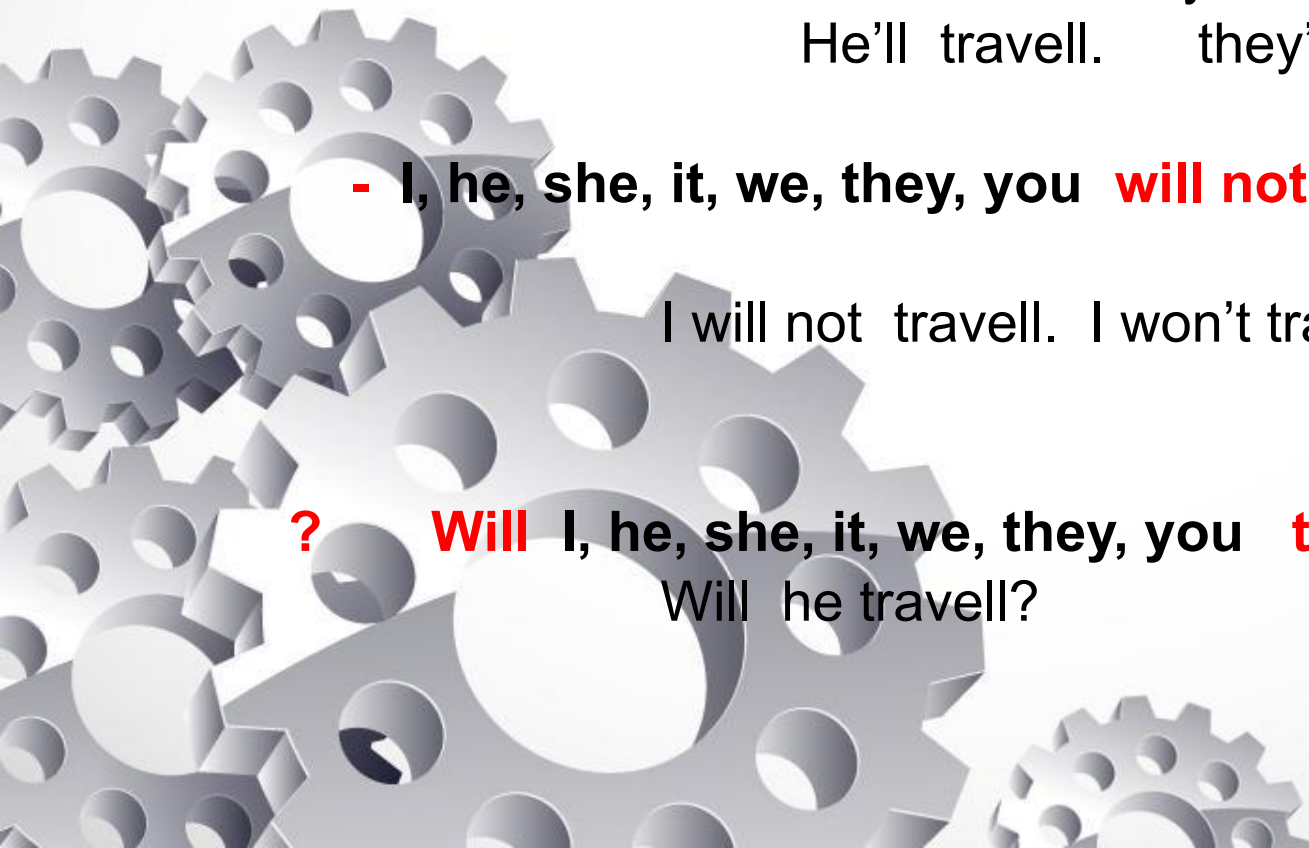 He’ll travell. they’
- I, he, she, it, we, they, you will not
I will not travell. I won’t tra
? Will I, he, she, it, we, they, you t
Will he travell?